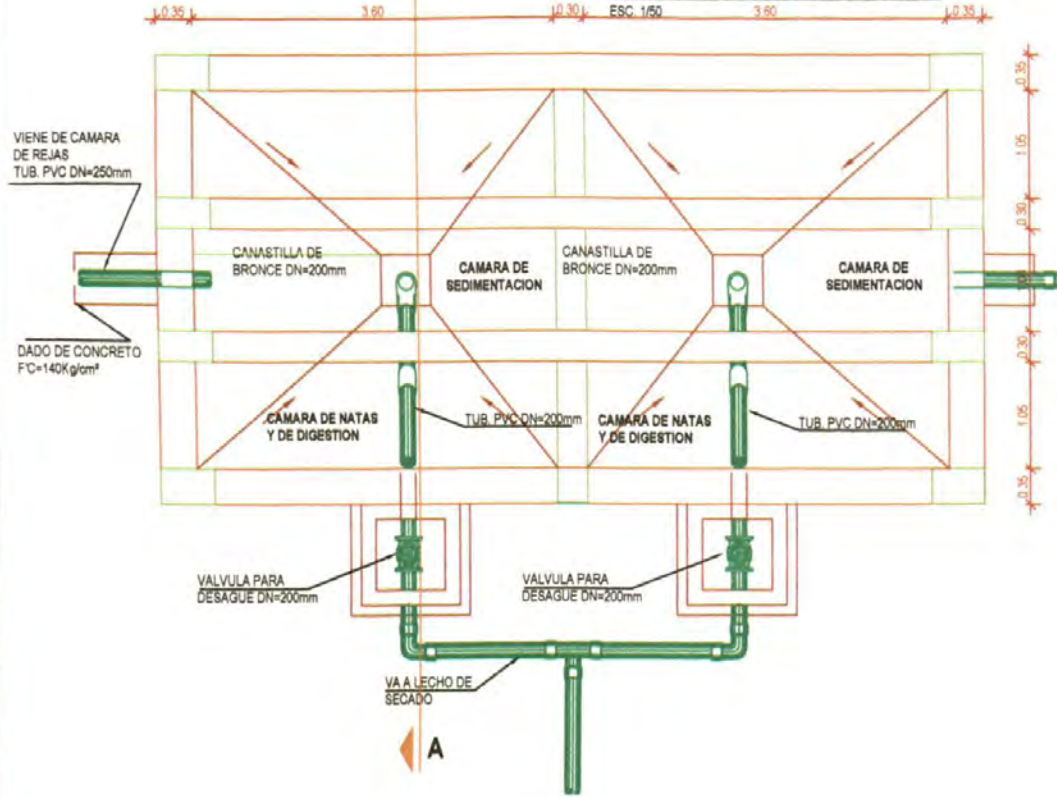 0.35
3.60
0.30
ESC. 1/50
3.60
0.35
0.35
1.05
0.30
0.30
1.05
0.35
VIENE DE CAMARA
DE REJAS
TUB. PVC DN=250mm
CANASTILLA DE
BRONCE DN=200mm
CAMARA DE
SEDIMENTACION
CANASTILLA DE
BRONCE DN=200mm
CAMARA DE
SEDIMENTACION
DADO DE CONCRETO
F'C=140Kg/cm²
CAMARA DE NATAS
Y DE DIGESTION
TUB. PVC DN=200mm
CAMARA DE NATAS
Y DE DIGESTION
TUB. PVC DN=200mm
VALVULA PARA
DESAGUE DN=200mm
VALVULA PARA
DESAGUE DN=200mm
VA A LECHO DE
SECADO
A